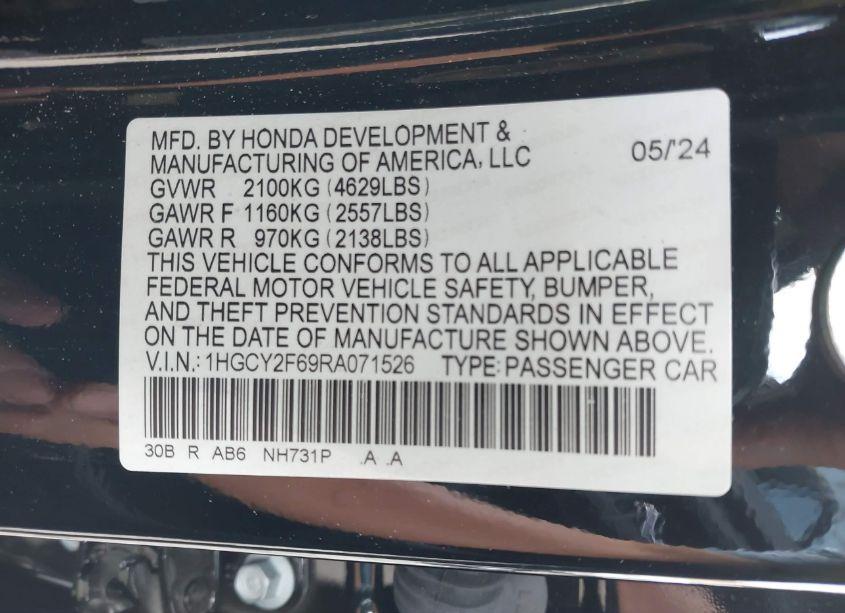 MFD. BY HONDA DEVELOPMENT &
MANUFACTURING OF AMERICA, LLC 05/'24
GVWR 2100KG (4629LBS)
GAWR F 1160KG (2557LBS)
GAWR R 970KG (2138LBS)
THIS VEHICLE CONFORMS TO ALL APPLICABLE
FEDERAL MOTOR VEHICLE SAFETY, BUMPER,
AND THEFT PREVENTION STANDARDS IN EFFECT
ON THE DATE OF MANUFACTURE SHOWN ABOVE.
V.I.N.: 1HGCY2F69RA071526 TYPE: PASSENGER CAR
30B R AB6 NH731P .A .A